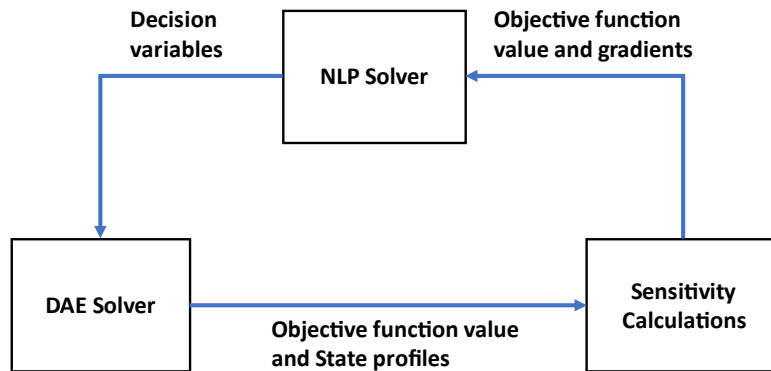 Decision
variables
Objective function
value and gradients
NLP Solver
DAE Solver
Sensitivity
Calculations
Objective function value
and State profiles